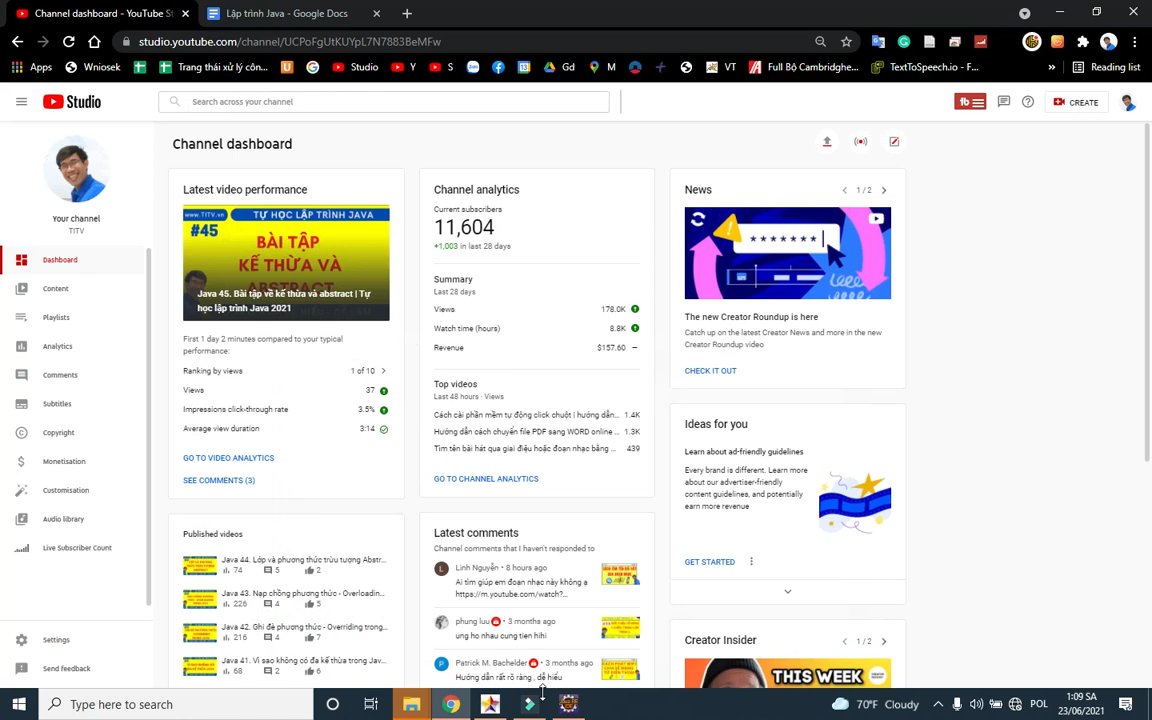 Channel dashboard - YouTube S
Lập trình Java - Google Docs
studio.youtube.com/channel/UCPoFgUtKUYpL7N7883BeMFw
Apps
Wniosek
Trang thái xử lý công...
Studio
Y
S
Gd
M
VT
Full Bộ Cambridghe...
TextToSpeech.io - F...
Reading list
Studio
Search across your channel
CREATE
Your channel
TITV
Dashboard
Content
Playlists
Analytics
Comments
Subtitles
Copyright
Monetisation
Customisation
Audio library
Live Subscriber Count
Settings
Send feedback
Channel dashboard
Latest video performance
www.TITV.vn
TỰ HỌC LẬP TRÌNH JAVA
#45
BÀI TẬP
KẾ THỪA VÀ
ABSTRACT
Java 45. Bài tập về kế thừa và abstract | Tự
học lập trình Java 2021
First 1 day 2 minutes compared to your typical
performance:
Ranking by views 1 of 10
Views 37
Impressions click-through rate 3.5%
Average view duration 3:14
GO TO VIDEO ANALYTICS
SEE COMMENTS (3)
Published videos
Java 44. Lớp và phương thức trừu tượng Abstr...
74 5 2
Java 43. Nạp chồng phương thức - Overloadin...
226 4 5
Java 42. Ghi đè phương thức - Overriding trong...
216 4 7
Java 41. Vì sao không có đa kế thừa trong Jav...
68 2 6
Channel analytics
Current subscribers
11,604
+1,003 in last 28 days
Summary
Last 28 days
Views 178.0K
Watch time (hours) 8.8K
Revenue $157.60 —
Top videos
Last 48 hours · Views
Cách cài phần mềm tự động click chuột | hướng dẫn... 1.4K
Hướng dẫn cách chuyển file PDF sang WORD online ... 1.3K
Tìm tên bài hát qua giai điệu hoặc đoạn nhạc bằng ... 439
GO TO CHANNEL ANALYTICS
Latest comments
Channel comments that I haven't responded to
L
Linh Nguyễn • 8 hours ago
Ai tìm giúp em đoạn nhạc này không ạ
https://m.youtube.com/watch?...
phung luu • 3 months ago
ung ho nhau cung tien hihi
P
Patrick M. Bachelder • 3 months ago
Hướng dẫn rất rõ ràng , dễ hiểu
News
1 / 2
The new Creator Roundup is here
Catch up on the latest Creator News and more in the new
Creator Roundup video
CHECK IT OUT
Ideas for you
Learn about ad-friendly guidelines
Every brand is different. Learn more
about our advertiser-friendly
content guidelines, and potentially
earn more revenue
GET STARTED
Creator Insider
1 / 2
THIS WEEK
Type here to search
70°F Cloudy
POL
1:09 SA
23/06/2021